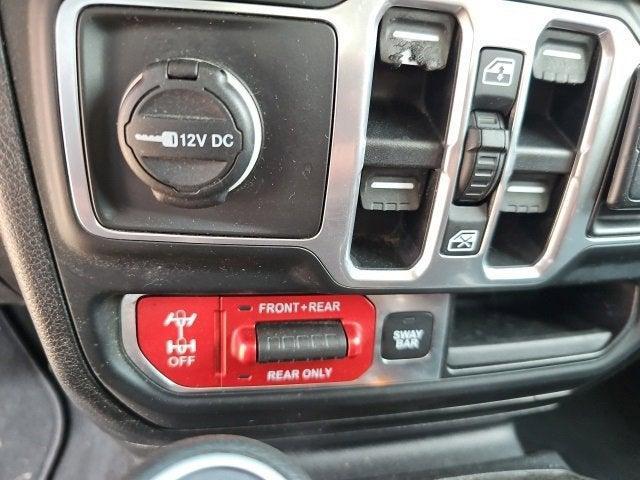 12V DC
FRONT+REAR
OFF
REAR ONLY
SWAY
BAR